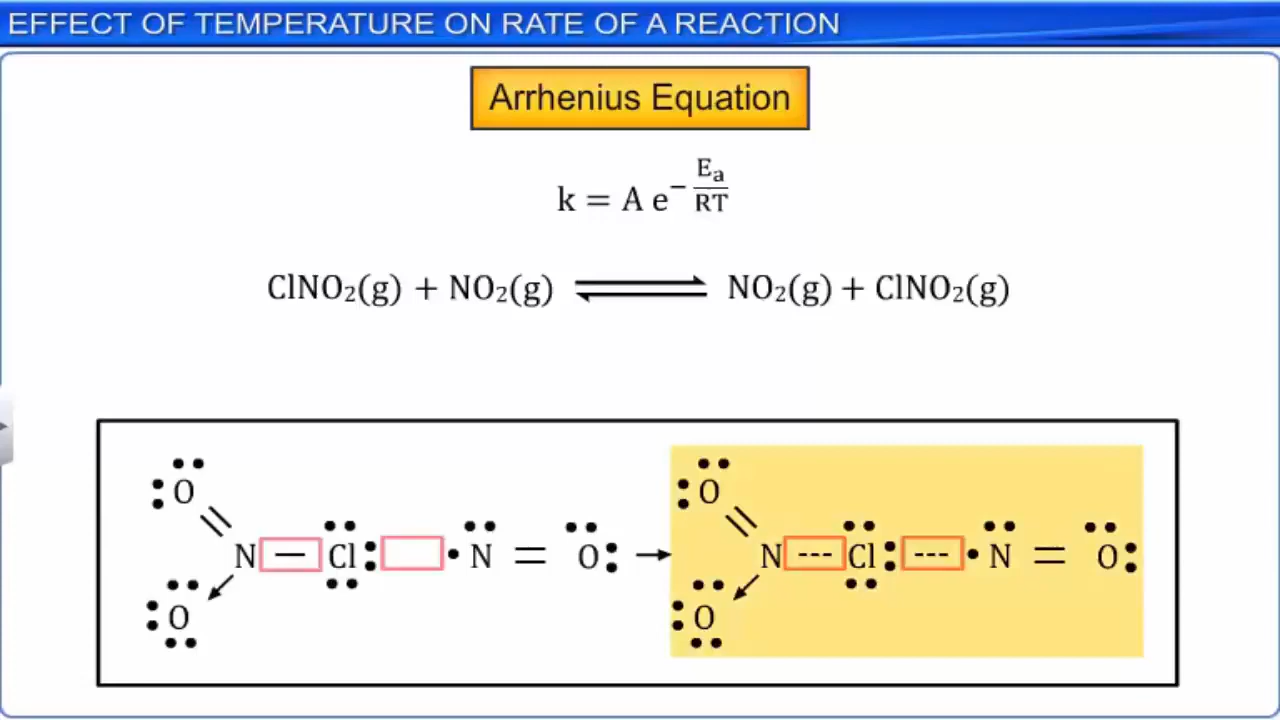 EFFECT OF TEMPERATURE ON RATE OF A REACTION
Arrhenius Equation
k = A e^(−Eₐ/RT)
ClNO₂(g) + NO₂(g) ⇌ NO₂(g) + ClNO₂(g)
O O
N — Cl N = O → N --- Cl --- N = O
O O